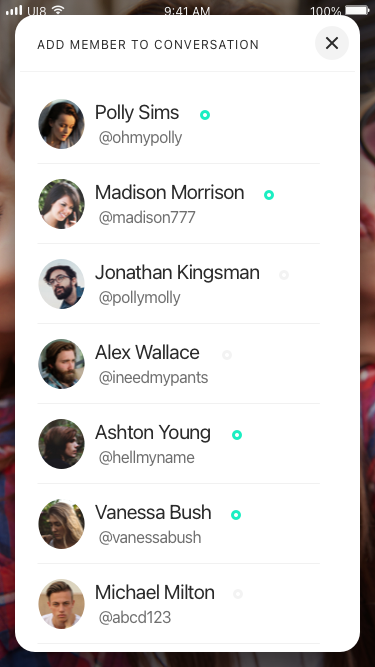 UI8 9:41 AM 100%
ADD MEMBER TO CONVERSATION
Polly Sims
@ohmypolly
Madison Morrison
@madison777
Jonathan Kingsman
@pollymolly
Alex Wallace
@ineedmypants
Ashton Young
@hellmyname
Vanessa Bush
@vanessabush
Michael Milton
@abcd123